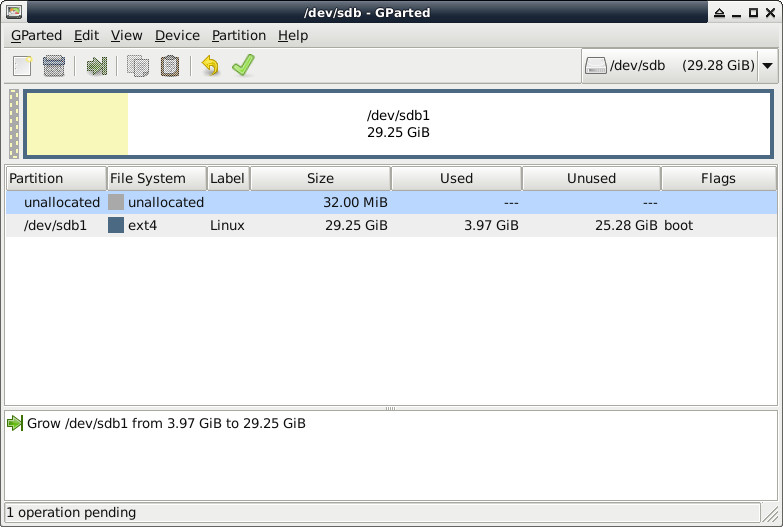 /dev/sdb - GParted
GParted Edit View Device Partition Help
/dev/sdb (29.28 GiB)
/dev/sdb1
29.25 GiB
Partition File System Label Size Used Unused Flags
unallocated unallocated 32.00 MiB --- ---
/dev/sdb1 ext4 Linux 29.25 GiB 3.97 GiB 25.28 GiB boot
Grow /dev/sdb1 from 3.97 GiB to 29.25 GiB
1 operation pending